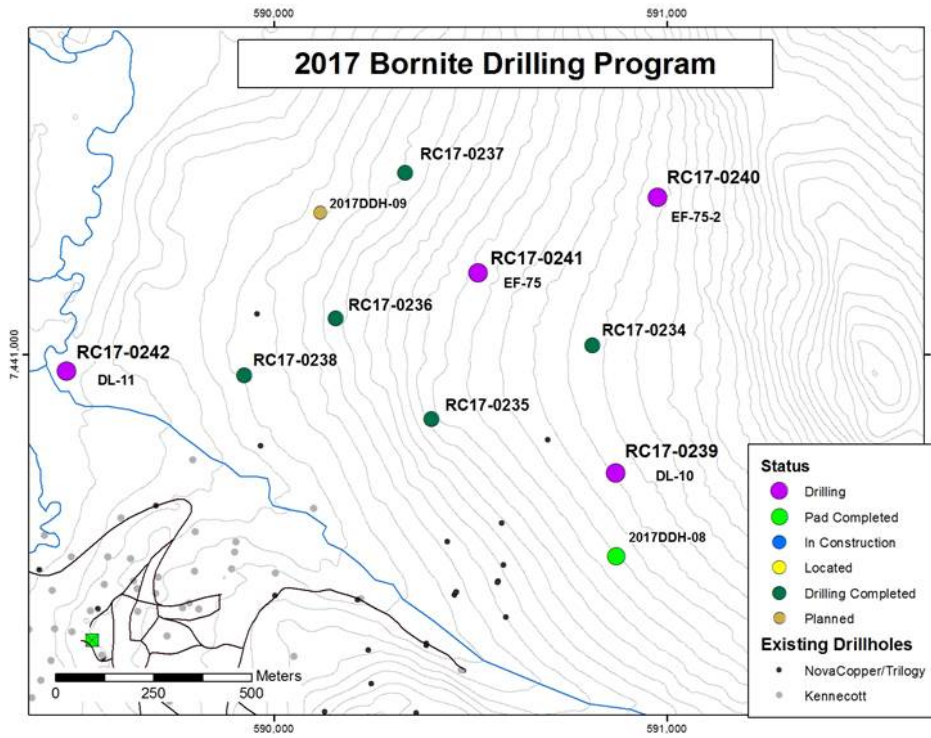 590,000
591,000
2017 Bornite Drilling Program
RC17-0237
RC17-0240
2017DDH-09
EF-75-2
RC17-0241
EF-75
RC17-0236
RC17-0234
7,441,000
RC17-0242
RC17-0238
DL-11
RC17-0235
RC17-0239
DL-10
2017DDH-08
Status
Drilling
Pad Completed
In Construction
Located
Drilling Completed
Planned
Existing Drillholes
NovaCopper/Trilogy
Kennecott
Meters
0
250
500
590,000
591,000